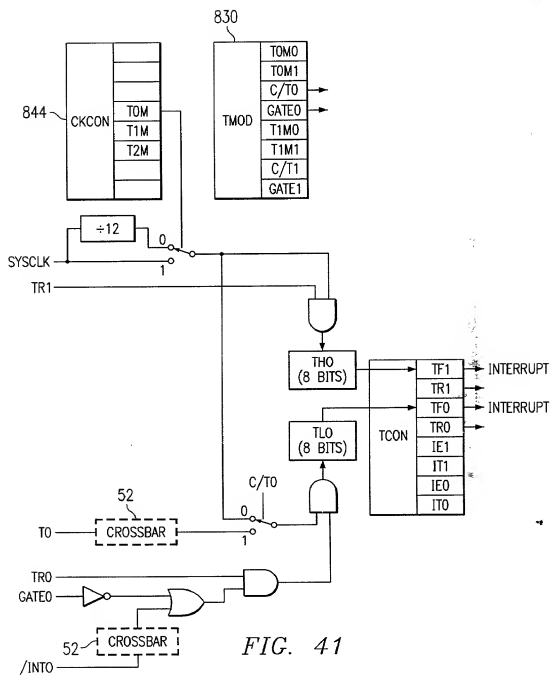 830
844
CKCON
T0M
T1M
T2M
TMOD
T0M0
T0M1
C/T0
GATE0
T1M0
T1M1
C/T1
GATE1
÷12
0
SYSCLK
1
TR1
TH0
(8 BITS)
TL0
(8 BITS)
TCON
TF1
TR1
TF0
TR0
IE1
IT1
IE0
IT0
INTERRUPT
INTERRUPT
C/T0
0
1
52
T0
CROSSBAR
TR0
GATE0
52
CROSSBAR
/INT0
FIG. 41